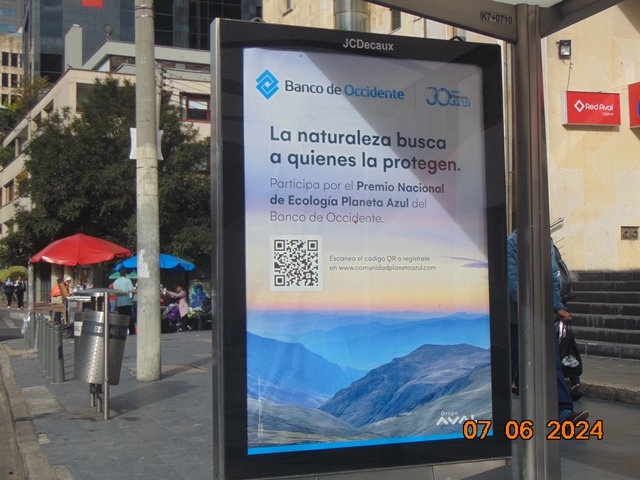 K7+0710
JCDecaux
Banco de Occidente
30
Red Aval
La naturaleza busca
a quienes la protegen.
Participa por el Premio Nacional
de Ecología Planeta Azul del
Banco de Occidente.
Escanea el código QR o regístrate
en www.comunidadplanetaazul.com
Grupo
AVAL
07 06 2024